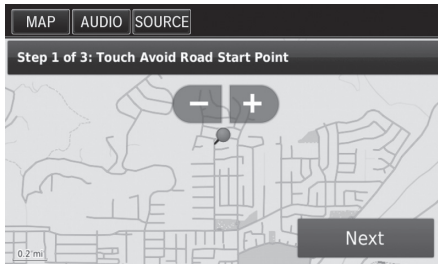 MAP AUDIO SOURCE
Step 1 of 3: Touch Avoid Road Start Point
− +
0.2 mi Next